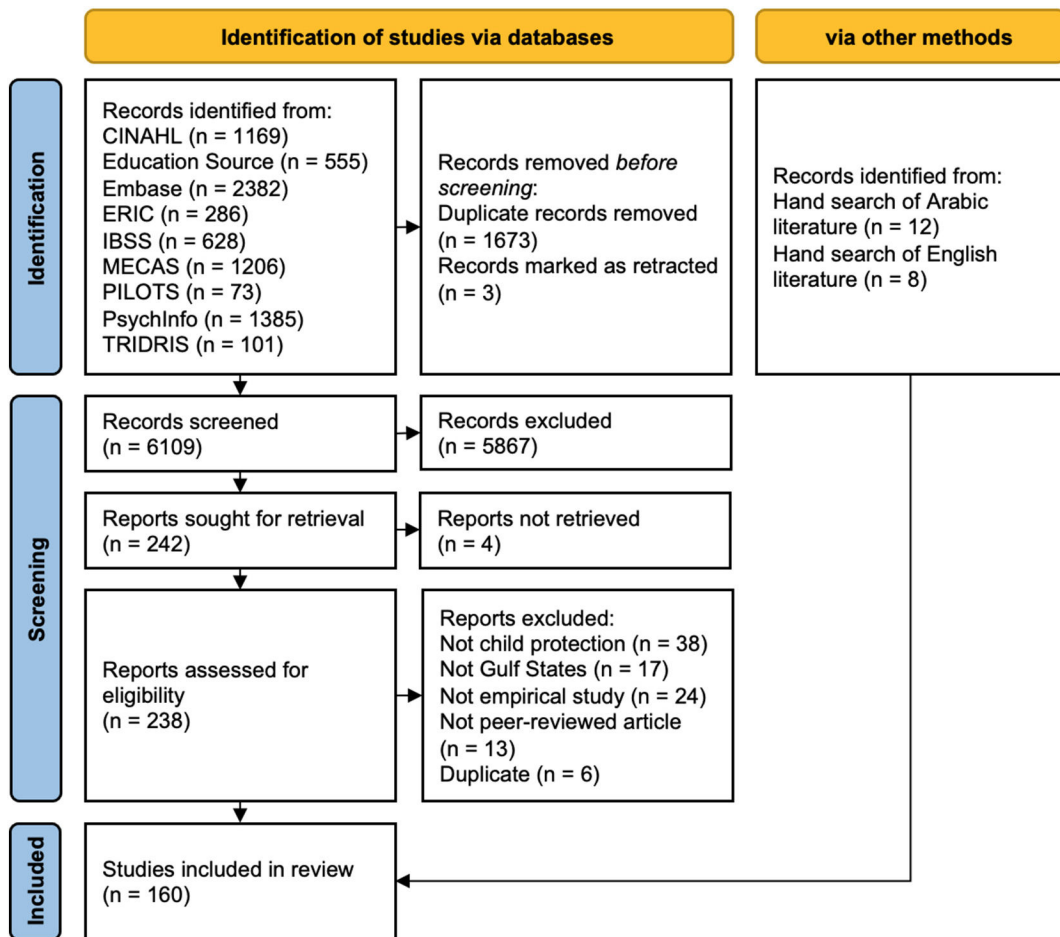 Identification of studies via databases
via other methods
Identification
Records identified from:
CINAHL (n = 1169)
Education Source (n = 555)
Embase (n = 2382)
ERIC (n = 286)
IBSS (n = 628)
MECAS (n = 1206)
PILOTS (n = 73)
PsychInfo (n = 1385)
TRIDRIS (n = 101)
Records removed before
screening:
Duplicate records removed
(n = 1673)
Records marked as retracted
(n = 3)
Records identified from:
Hand search of Arabic
literature (n = 12)
Hand search of English
literature (n = 8)
Screening
Records screened
(n = 6109)
Records excluded
(n = 5867)
Reports sought for retrieval
(n = 242)
Reports not retrieved
(n = 4)
Reports assessed for
eligibility
(n = 238)
Reports excluded:
Not child protection (n = 38)
Not Gulf States (n = 17)
Not empirical study (n = 24)
Not peer-reviewed article
(n = 13)
Duplicate (n = 6)
Included
Studies included in review
(n = 160)